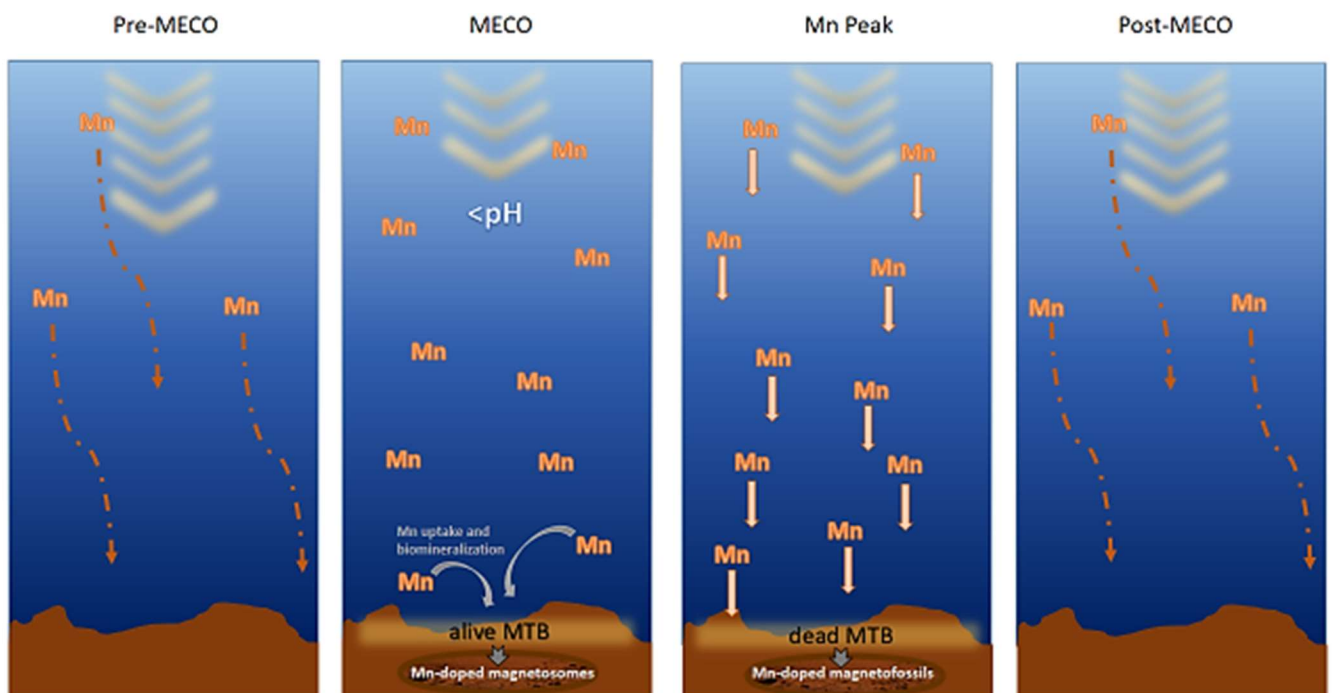 Pre-MECO
MECO
Mn Peak
Post-MECO
Mn
Mn
Mn
Mn
Mn
<pH
Mn
Mn
Mn
Mn
Mn
Mn
Mn uptake and
biomineralization
Mn
Mn
alive MTB
Mn-doped magnetosomes
Mn
Mn
Mn
Mn
Mn
Mn
Mn
Mn
Mn
Mn
dead MTB
Mn-doped magnetofossils
Mn
Mn
Mn